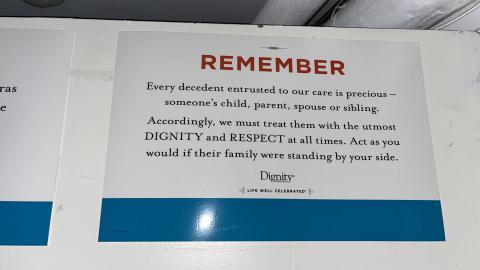 ras
e
REMEMBER
Every decedent entrusted to our care is precious —
someone's child, parent, spouse or sibling.
Accordingly, we must treat them with the utmost
DIGNITY and RESPECT at all times. Act as you
would if their family were standing by your side.
Dignity®
LIFE WELL CELEBRATED®